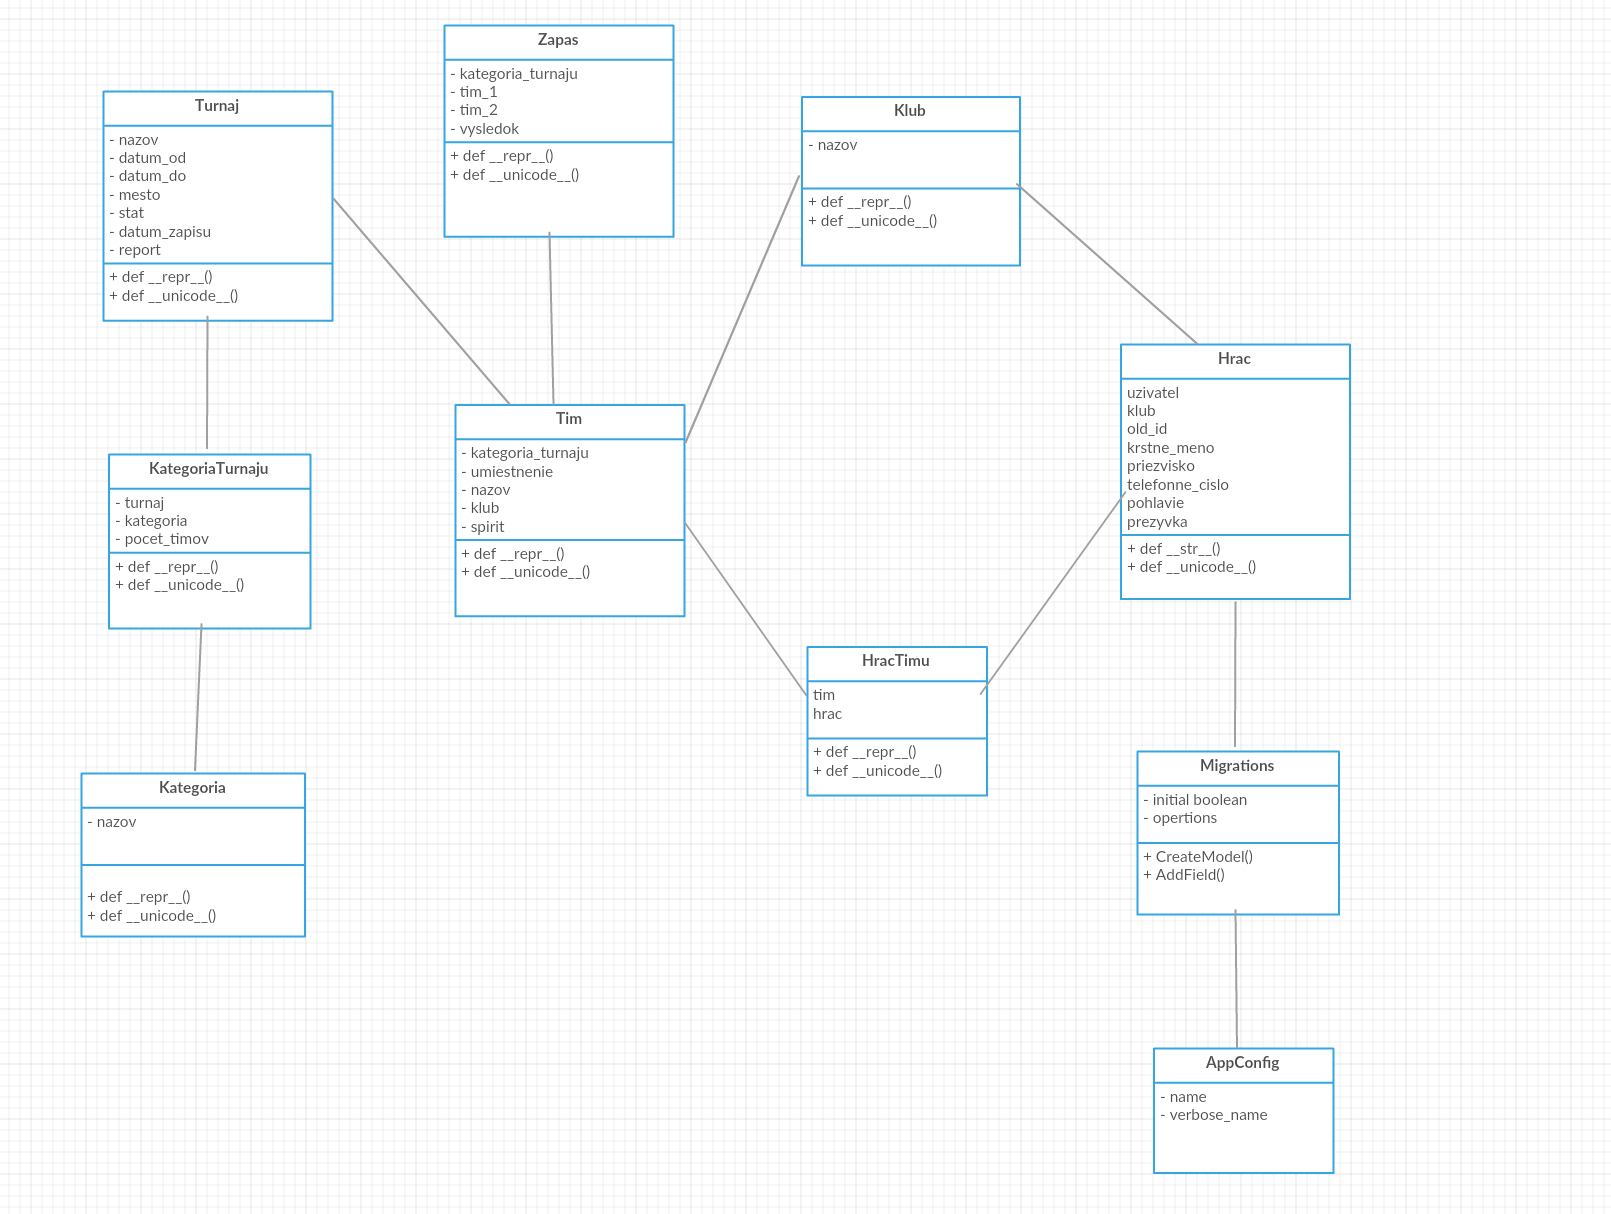 Zapas
- kategoria_turnaju
- tim_1
- tim_2
- vysledok
+ def __repr__()
+ def __unicode__()
Turnaj
- nazov
- datum_od
- datum_do
- mesto
- stat
- datum_zapisu
- report
+ def __repr__()
+ def __unicode__()
Klub
- nazov
+ def __repr__()
+ def __unicode__()
Hrac
uzivatel
klub
old_id
krstne_meno
priezvisko
telefonne_cislo
pohlavie
prezyvka
+ def __str__()
+ def __unicode__()
Tim
- kategoria_turnaju
- umiestnenie
- nazov
- klub
- spirit
+ def __repr__()
+ def __unicode__()
KategoriaTurnaju
- turnaj
- kategoria
- pocet_timov
+ def __repr__()
+ def __unicode__()
HracTimu
tim
hrac
+ def __repr__()
+ def __unicode__()
Migrations
- initial boolean
- opertions
+ CreateModel()
+ AddField()
Kategoria
- nazov
+ def __repr__()
+ def __unicode__()
AppConfig
- name
- verbose_name